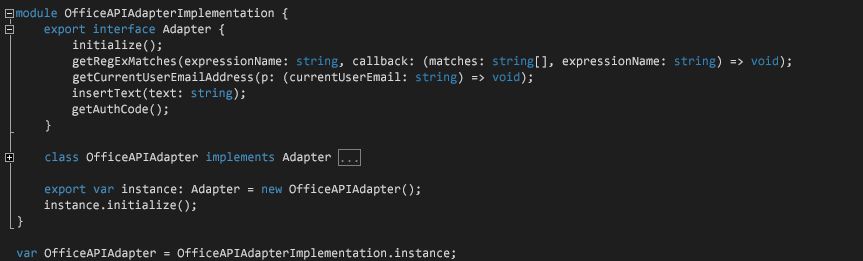 module OfficeAPIAdapterImplementation {
export interface Adapter {
initialize();
getRegExMatches(expressionName: string, callback: (matches: string[], expressionName: string) => void);
getCurrentUserEmailAddress(p: (currentUserEmail: string) => void);
insertText(text: string);
getAuthCode();
}
class OfficeAPIAdapter implements Adapter ...
export var instance: Adapter = new OfficeAPIAdapter();
instance.initialize();
}
var OfficeAPIAdapter = OfficeAPIAdapterImplementation.instance;